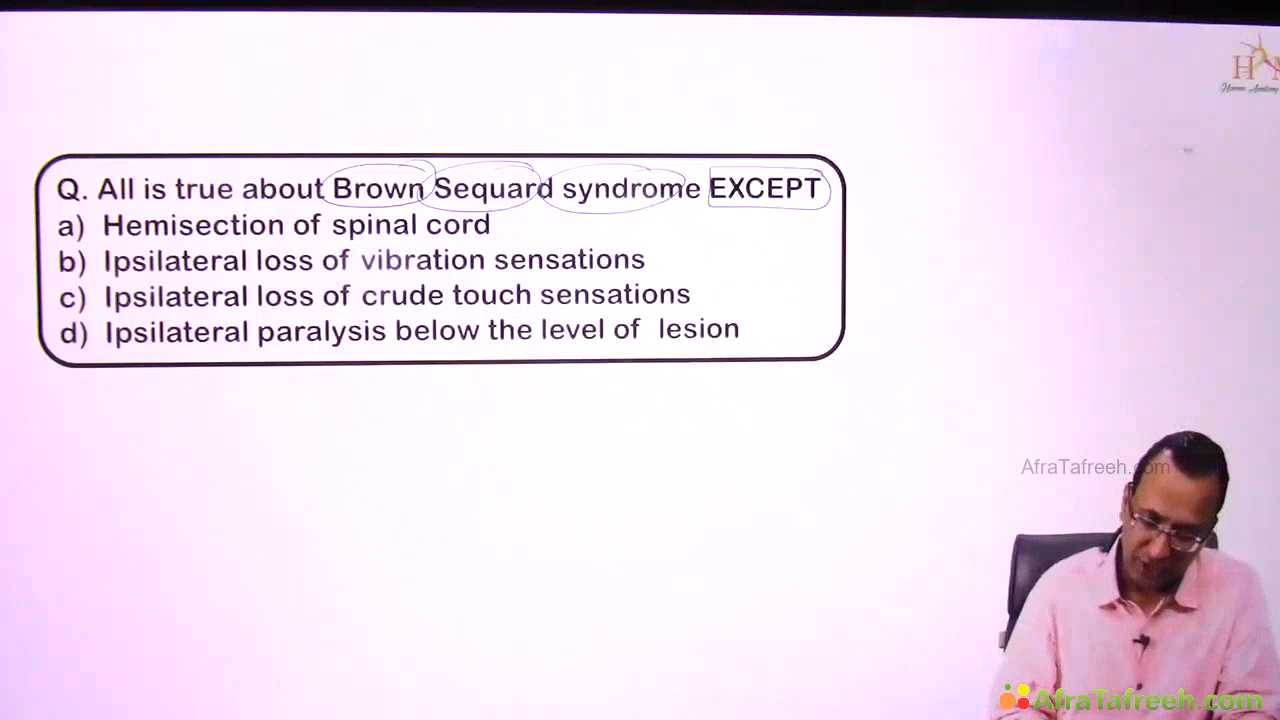 Q. All is true about Brown Sequard syndrome EXCEPT
a) Hemisection of spinal cord
b) Ipsilateral loss of vibration sensations
c) Ipsilateral loss of crude touch sensations
d) Ipsilateral paralysis below the level of lesion
AfraTafreeh.com
AfraTafreeh.com